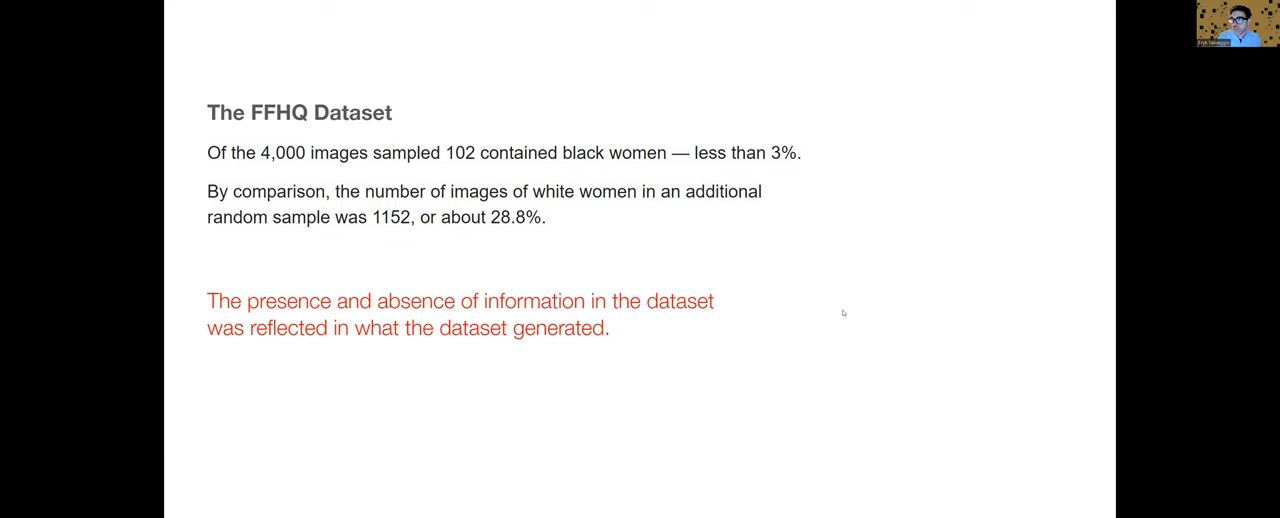 The FFHQ Dataset
Of the 4,000 images sampled 102 contained black women — less than 3%.
By comparison, the number of images of white women in an additional
random sample was 1152, or about 28.8%.
The presence and absence of information in the dataset
was reflected in what the dataset generated.
Eryk Salvaggio